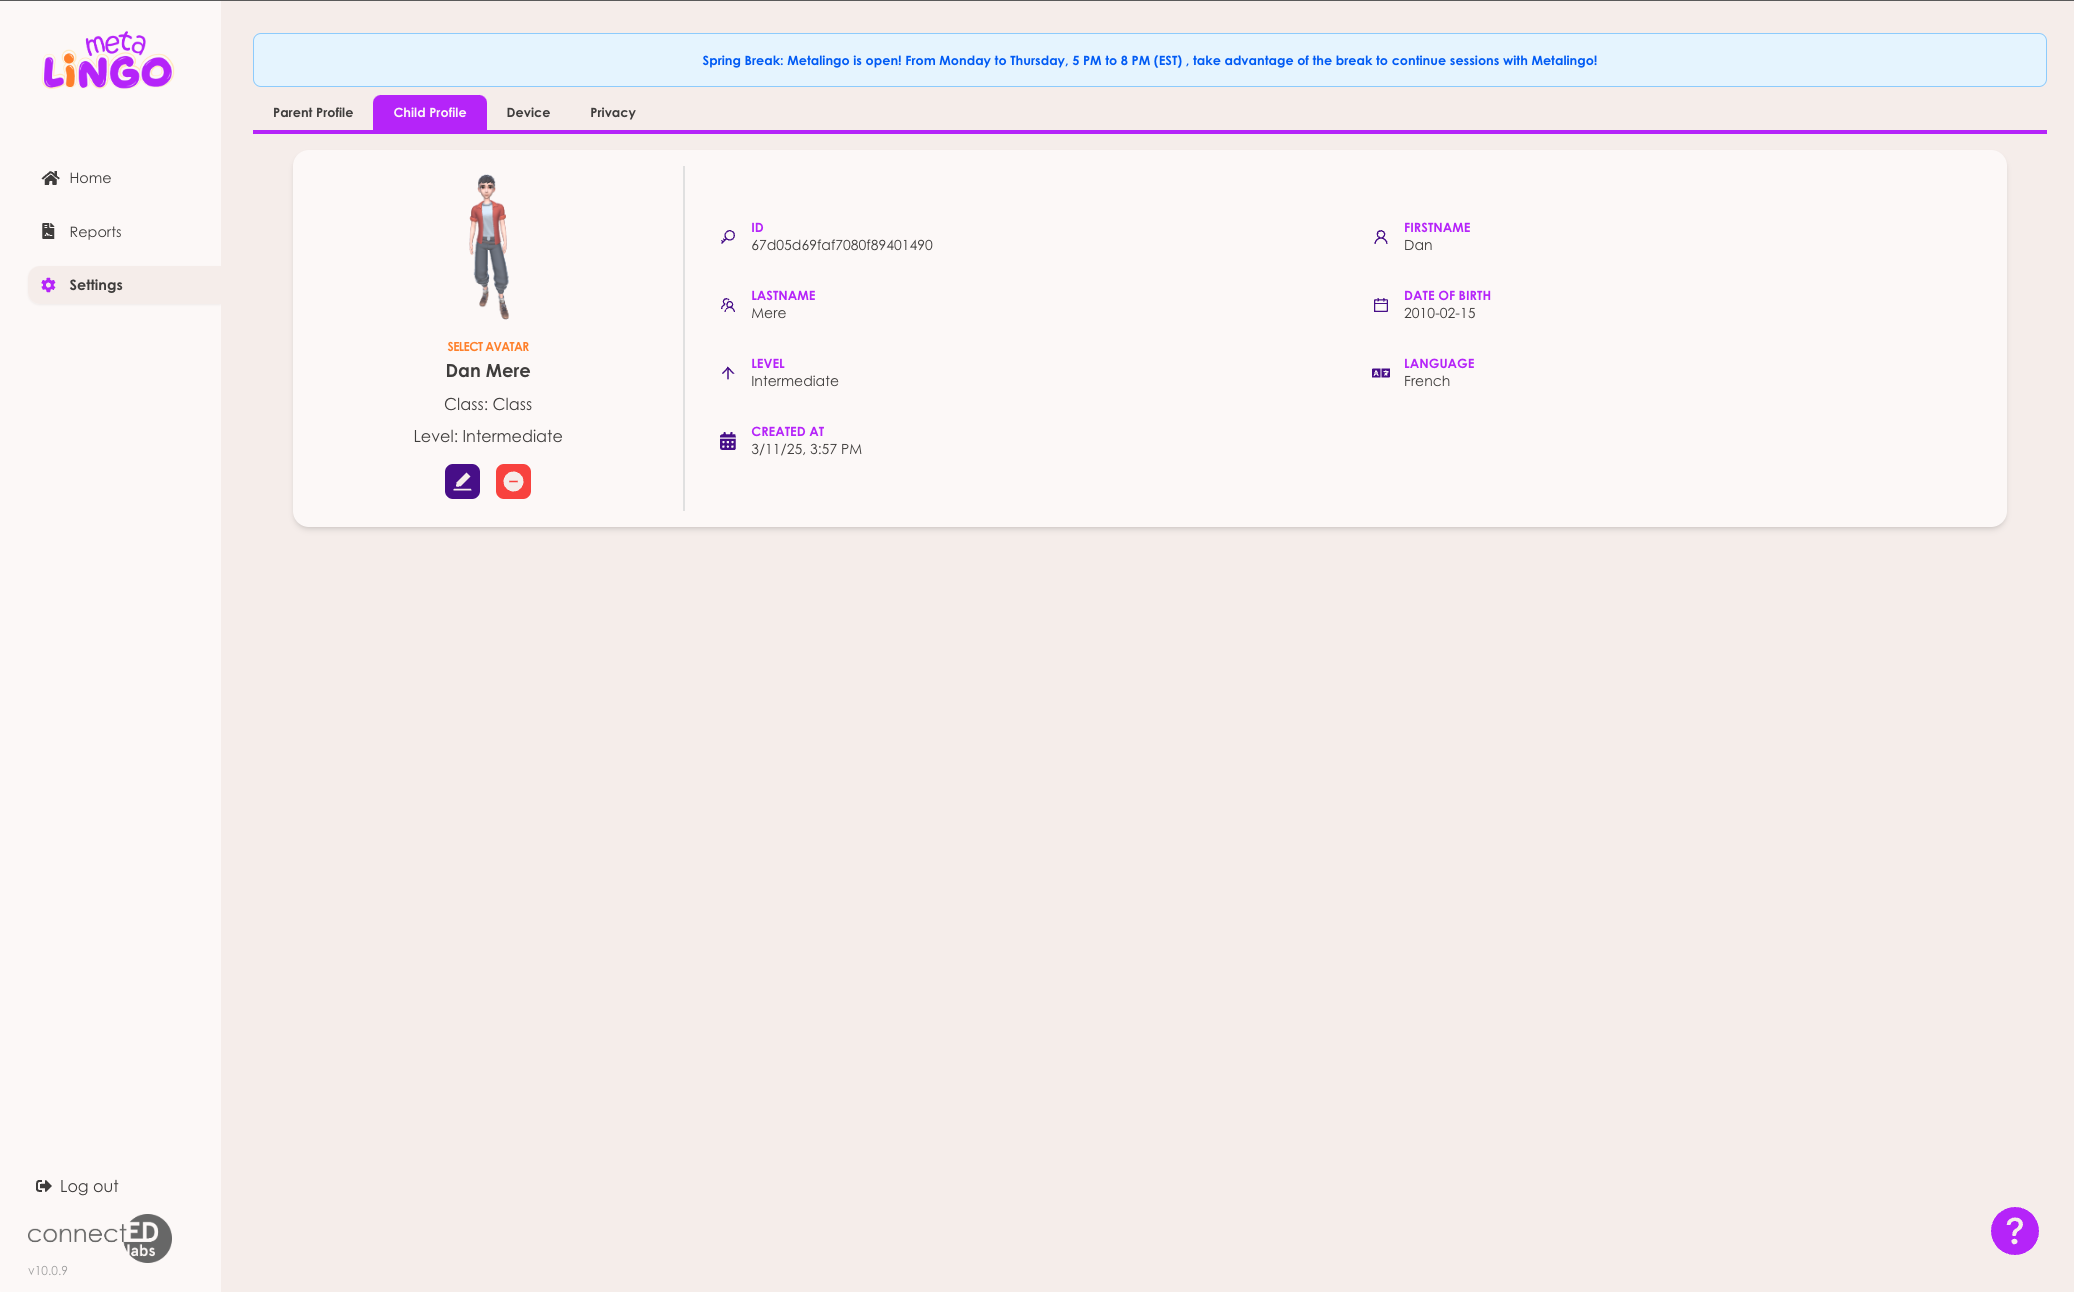 meta
LiNGO
Home
Reports
Settings
Log out
connectED
labs
v10.0.9
Spring Break: Metalingo is open! From Monday to Thursday, 5 PM to 8 PM (EST) , take advantage of the break to continue sessions with Metalingo!
Parent Profile
Child Profile
Device
Privacy
SELECT AVATAR
Dan Mere
Class: Class
Level: Intermediate
ID
67d05d69faf7080f89401490
FIRSTNAME
Dan
LASTNAME
Mere
DATE OF BIRTH
2010-02-15
LEVEL
Intermediate
LANGUAGE
French
CREATED AT
3/11/25, 3:57 PM
?